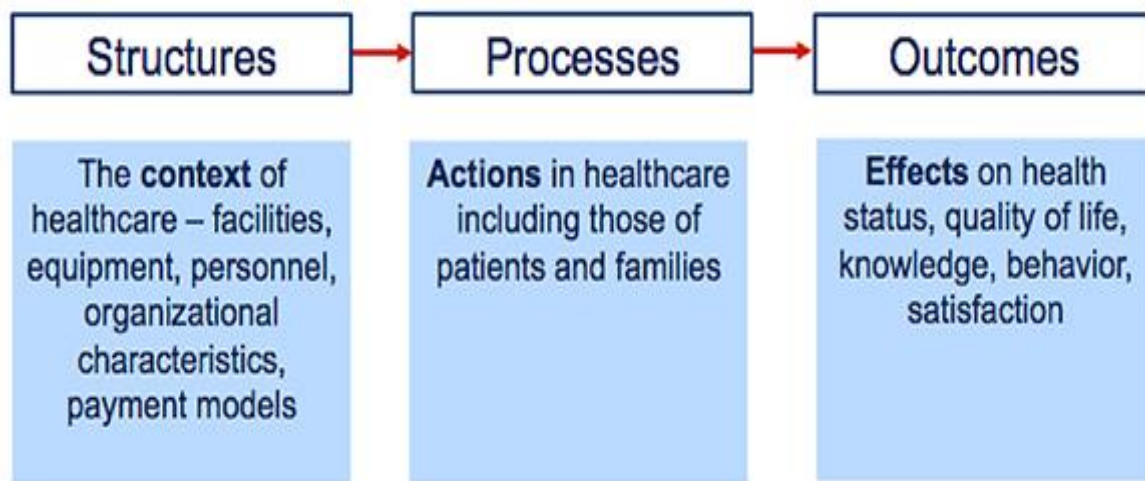 Structures
Processes
Outcomes
The context of
healthcare – facilities,
equipment, personnel,
organizational
characteristics,
payment models
Actions in healthcare
including those of
patients and families
Effects on health
status, quality of life,
knowledge, behavior,
satisfaction